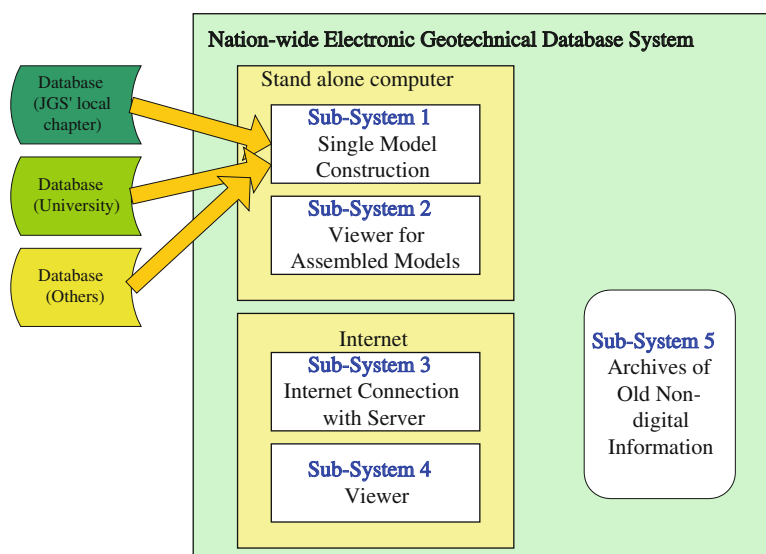 Nation-wide Electronic Geotechnical Database System
Database
(JGS' local
chapter)
Database
(University)
Database
(Others)
Stand alone computer
Sub-System 1
Single Model
Construction
Sub-System 2
Viewer for
Assembled Models
Internet
Sub-System 3
Internet Connection
with Server
Sub-System 4
Viewer
Sub-System 5
Archives of
Old Non-
digital
Information